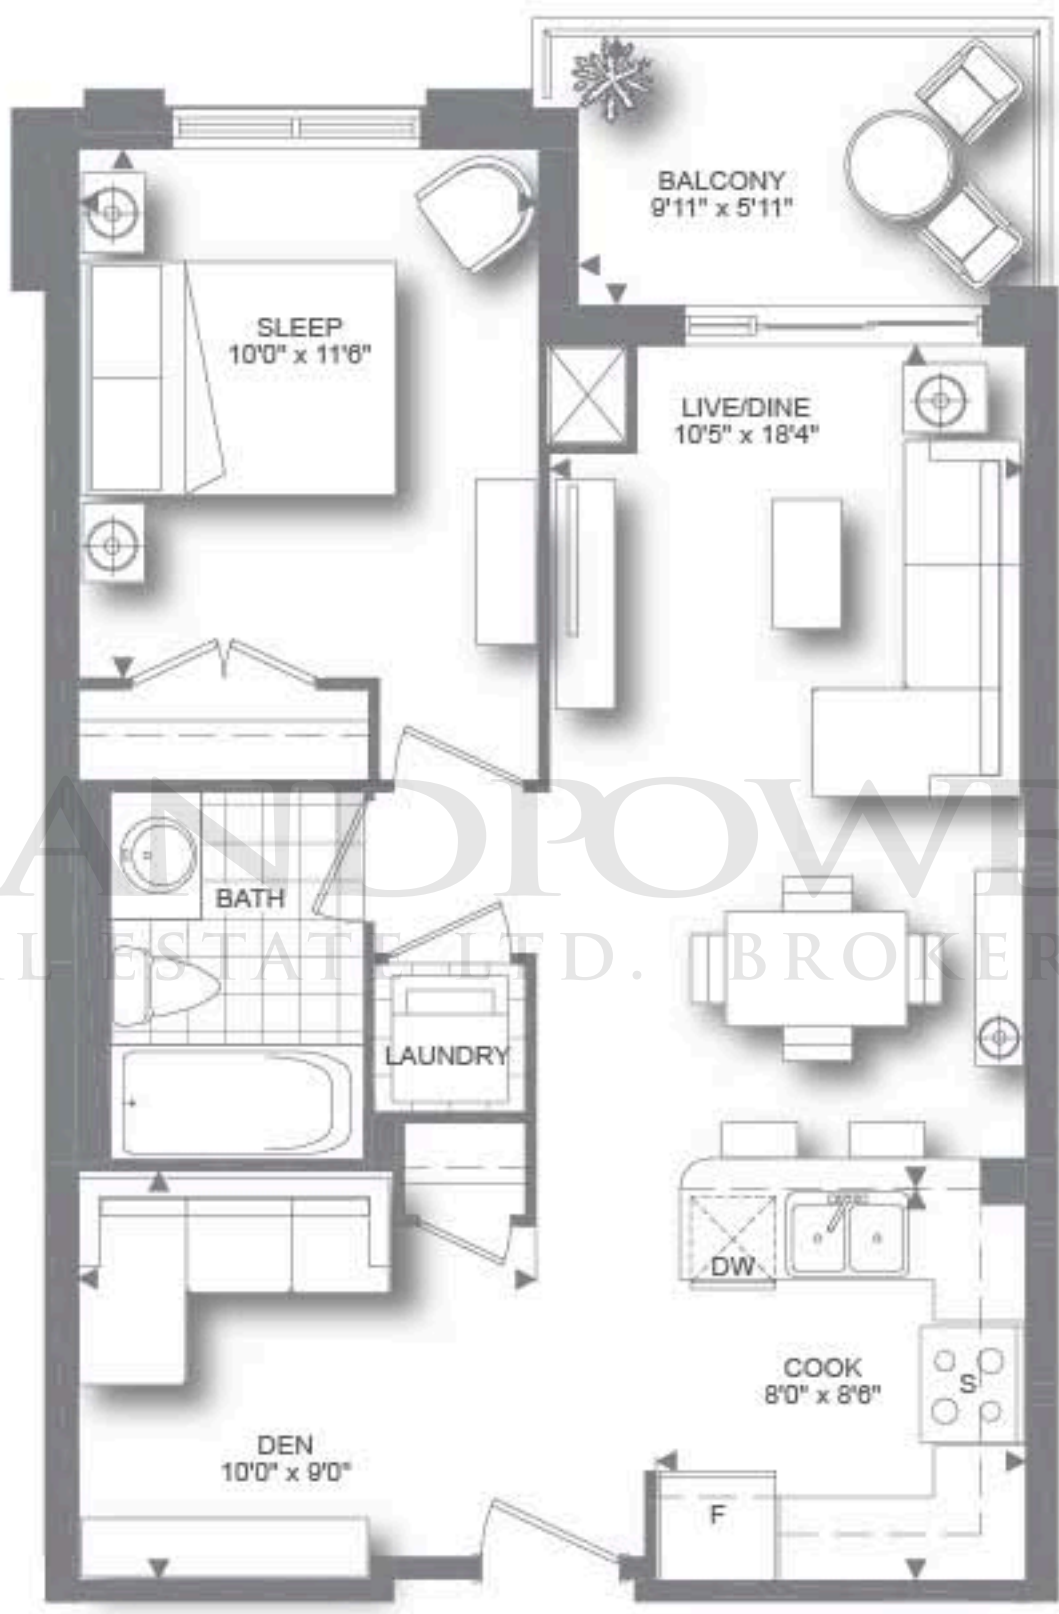 BALCONY
9'11" x 5'11"
SLEEP
10'0" x 11'6"
LIVE/DINE
10'5" x 18'4"
ANDPOWE
BATH
L ESTATE LTD. BROKER
LAUNDRY
DW
COOK
8'0" x 8'6"
S
DEN
10'0" x 9'0"
F